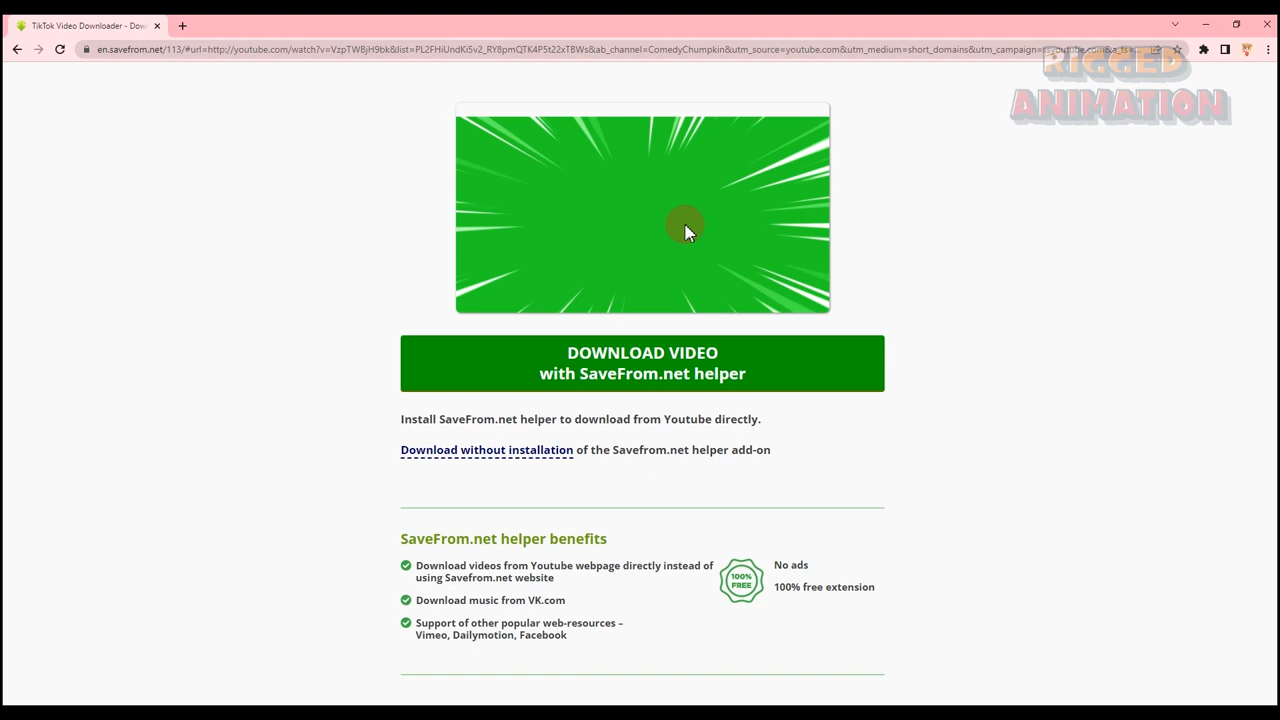 TikTok Video Downloader - Dow
en.savefrom.net/113/#url=http://youtube.com/watch?v=VzpTWBjH9bk&list=PL2FHiUndKi5v2_RY8pmQTK4P5t22xTBWs&ab_channel=ComedyChumpkin&utm_source=youtube.com&utm_medium=short_domains&utm_campaign=ssyoutube.com&a_ts=
RIGGED
ANIMATION
DOWNLOAD VIDEO
with SaveFrom.net helper
Install SaveFrom.net helper to download from Youtube directly.
Download without installation of the Savefrom.net helper add-on
SaveFrom.net helper benefits
Download videos from Youtube webpage directly instead of
using Savefrom.net website
Download music from VK.com
Support of other popular web-resources –
Vimeo, Dailymotion, Facebook
100%
FREE
No ads
100% free extension